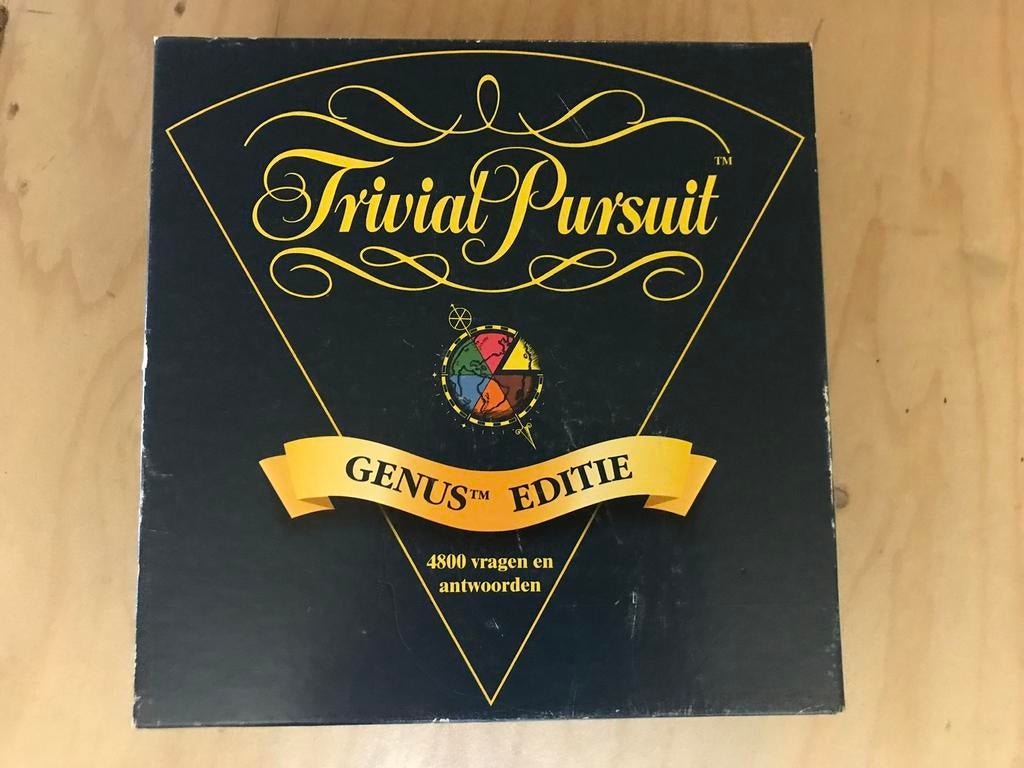 Trivial Pursuit™
GENUS™ EDITIE
4800 vragen en
antwoorden